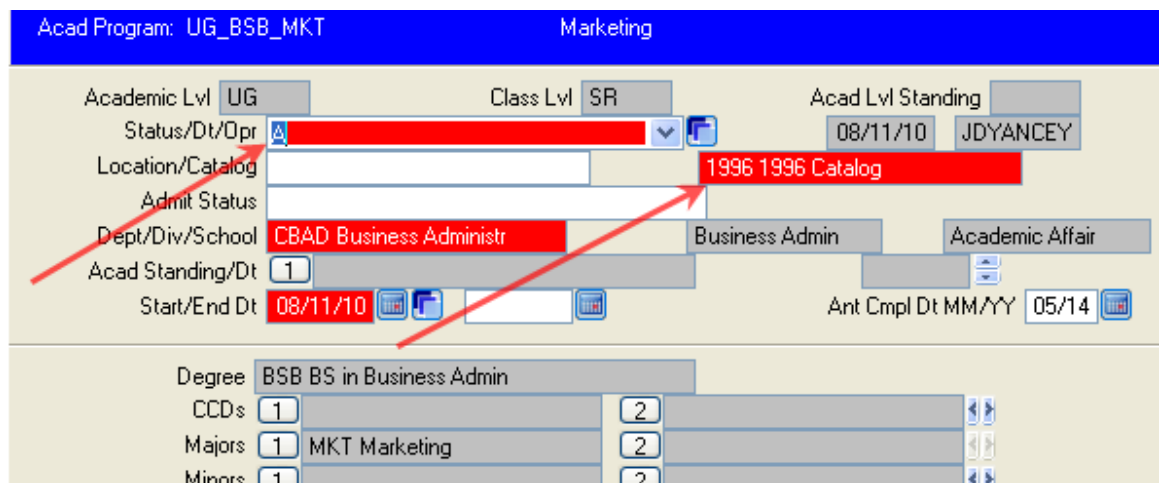 Acad Program: UG_BSB_MKT Marketing
Academic Lvl UG Class Lvl SR Acad Lvl Standing
Status/Dt/Opr A 08/11/10 JDYANCEY
Location/Catalog 1996 1996 Catalog
Admit Status
Dept/Div/School CBAD Business Administr Business Admin Academic Affair
Acad Standing/Dt 1
Start/End Dt 08/11/10 Ant Cmpl Dt MM/YY 05/14
Degree BSB BS in Business Admin
CCDs 1 2
Majors 1 MKT Marketing 2
Minors 1 2